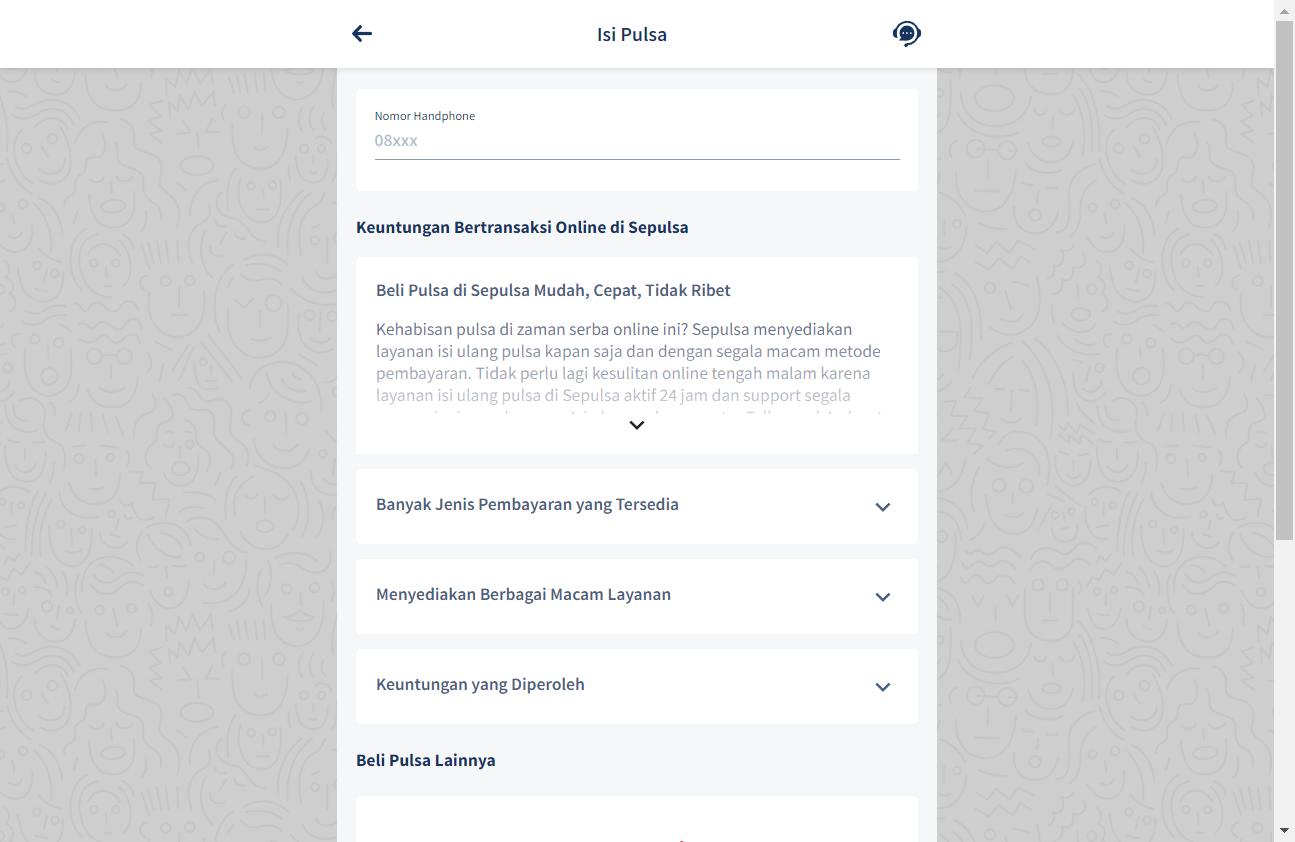 Isi Pulsa
Nomor Handphone
08xxx
Keuntungan Bertransaksi Online di Sepulsa
Beli Pulsa di Sepulsa Mudah, Cepat, Tidak Ribet
Kehabisan pulsa di zaman serba online ini? Sepulsa menyediakan
layanan isi ulang pulsa kapan saja dan dengan segala macam metode
pembayaran. Tidak perlu lagi kesulitan online tengah malam karena
layanan isi ulang pulsa di Sepulsa aktif 24 jam dan support segala
Banyak Jenis Pembayaran yang Tersedia
Menyediakan Berbagai Macam Layanan
Keuntungan yang Diperoleh
Beli Pulsa Lainnya